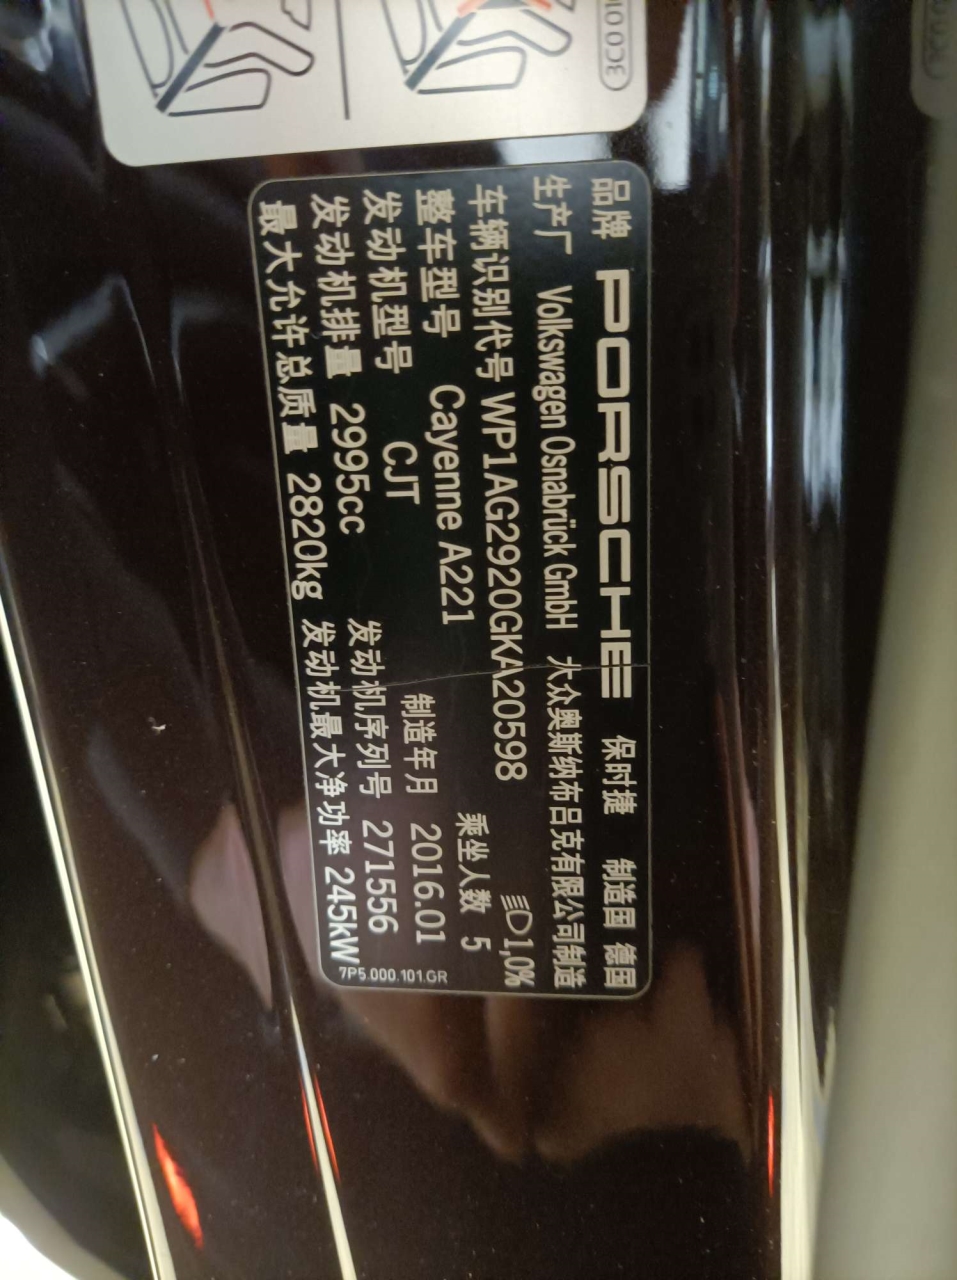 品牌 PORSCHE 保时捷 制造国 德国
生产厂 Volkswagen Osnabrück GmbH 大众奥斯纳布吕克有限公司制造
车辆识别代号 WP1AG2920GKA20598 1,0%
整车型号 Cayenne A221 乘坐人数 5
发动机型号 CJT 制造年月 2016.01
发动机排量 2995cc 发动机序列号 271556
最大允许总质量 2820kg 发动机最大净功率 245kW
7P5.000.101.GR